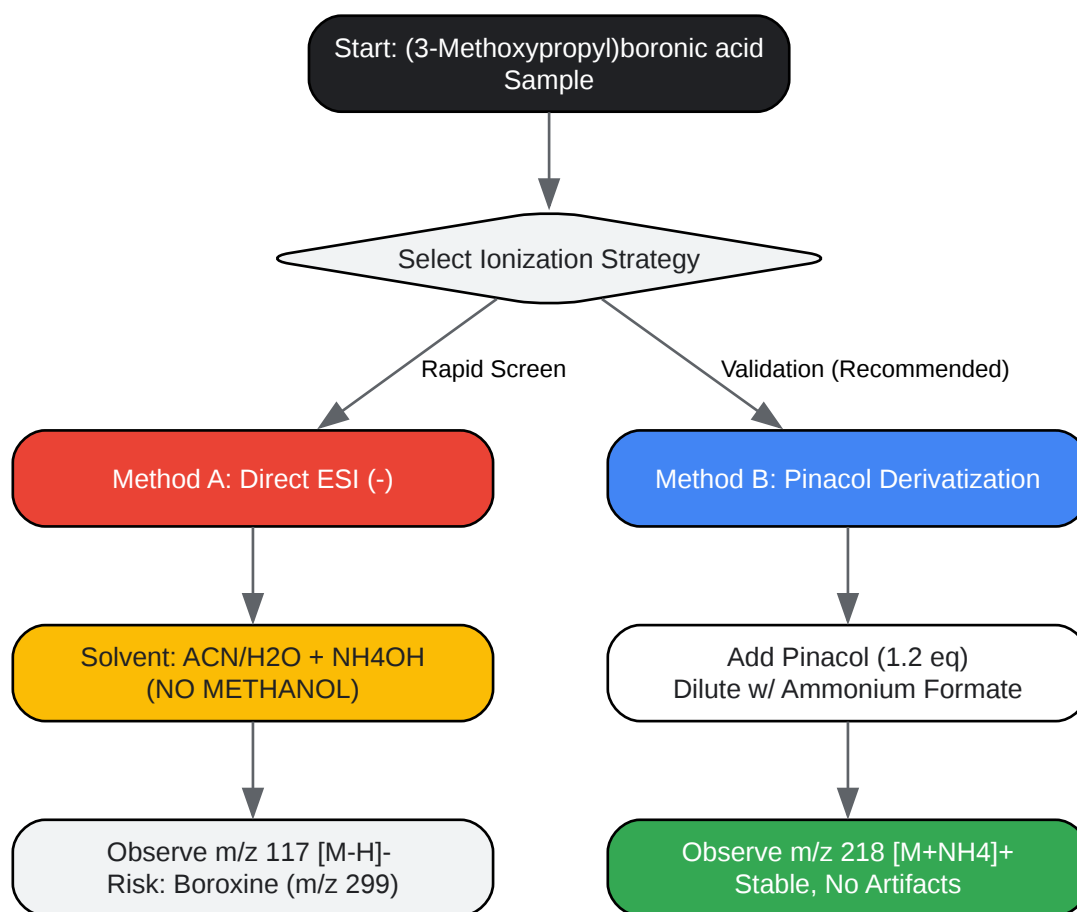 Start: (3-Methoxypropyl)boronic acid
Sample
Select Ionization Strategy
Rapid Screen
Validation (Recommended)
Method A: Direct ESI (-)
Method B: Pinacol Derivatization
Solvent: ACN/H2O + NH4OH
(NO METHANOL)
Add Pinacol (1.2 eq)
Dilute w/ Ammonium Formate
Observe m/z 117 [M-H]-
Risk: Boroxine (m/z 299)
Observe m/z 218 [M+NH4]+
Stable, No Artifacts